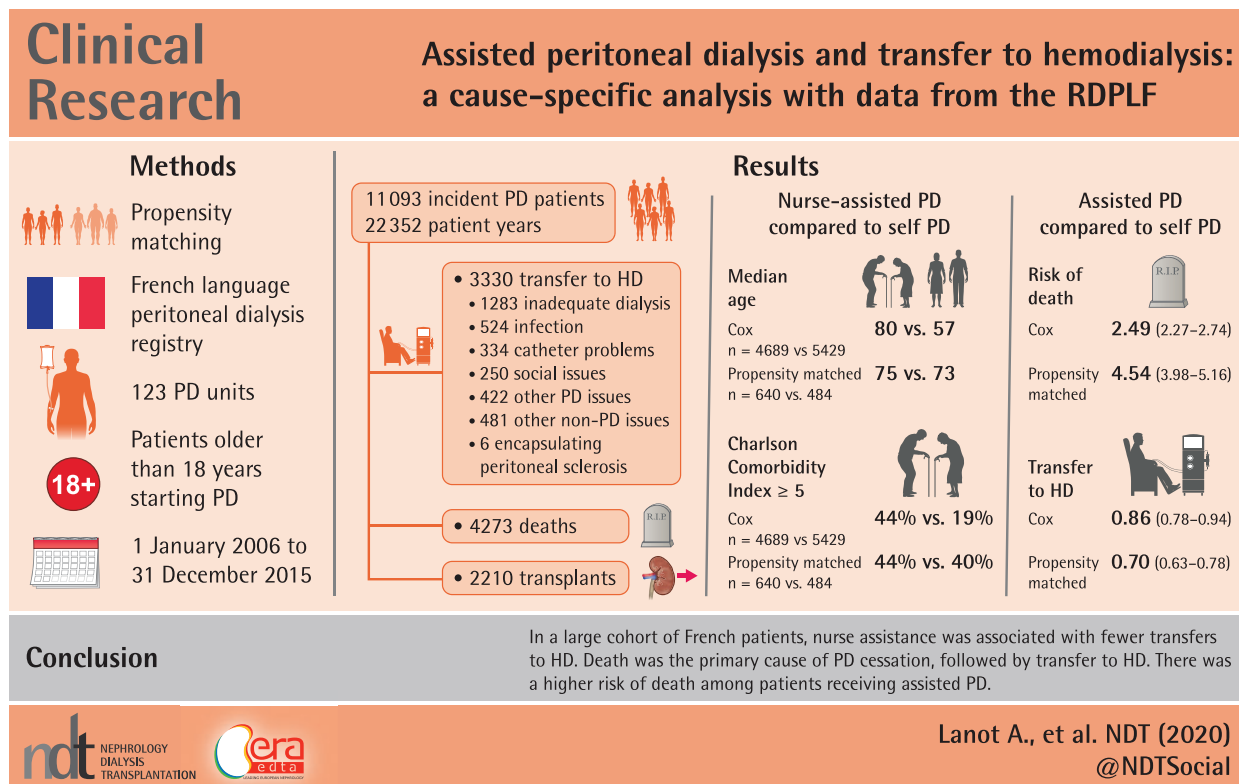 Clinical
Research
Assisted peritoneal dialysis and transfer to hemodialysis:
a cause-specific analysis with data from the RDPLF
Methods
Propensity
matching
French language
peritoneal dialysis
registry
123 PD units
18+
Patients older
than 18 years
starting PD
1 January 2006 to
31 December 2015
Results
11 093 incident PD patients
22 352 patient years
• 3330 transfer to HD
• 1283 inadequate dialysis
• 524 infection
• 334 catheter problems
• 250 social issues
• 422 other PD issues
• 481 other non-PD issues
• 6 encapsulating
peritoneal sclerosis
• 4273 deaths
R.I.P.
• 2210 transplants
Nurse-assisted PD
compared to self PD
Median
age
Cox 80 vs. 57
n = 4689 vs 5429
Propensity matched 75 vs. 73
n = 640 vs. 484
Charlson
Comorbidity
Index ≥ 5
Cox 44% vs. 19%
n = 4689 vs 5429
Propensity matched 44% vs. 40%
n = 640 vs. 484
Assisted PD
compared to self PD
Risk of
death
R.I.P.
Cox 2.49 (2.27–2.74)
Propensity 4.54 (3.98–5.16)
matched
Transfer
to HD
Cox 0.86 (0.78–0.94)
Propensity 0.70 (0.63–0.78)
matched
Conclusion
In a large cohort of French patients, nurse assistance was associated with fewer transfers
to HD. Death was the primary cause of PD cessation, followed by transfer to HD. There was
a higher risk of death among patients receiving assisted PD.
ndt NEPHROLOGY
DIALYSIS
TRANSPLANTATION
era
edta
LEADING EUROPEAN NEPHROLOGY
Lanot A., et al. NDT (2020)
@NDTSocial